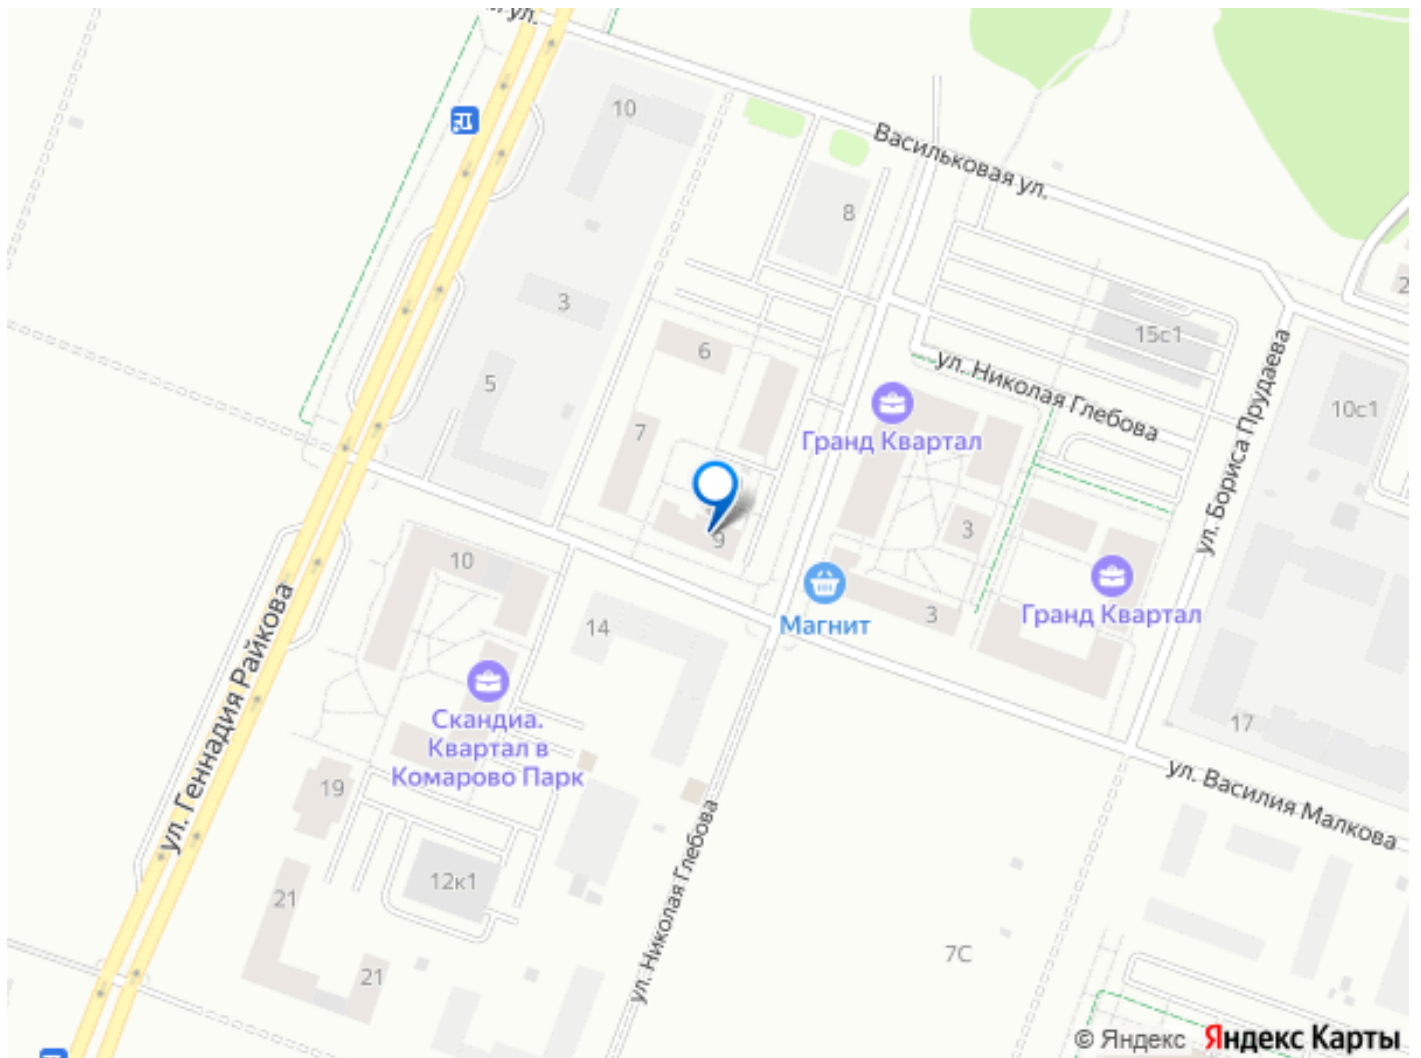 ул.
10
Васильковая ул.
8
3
15с1
6
5
ул. Николая Глебова
10с1
Гранд Квартал
7
ул. Бориса Прудаева
3
9
10
Гранд Квартал
3
Магнит
14
ул. Геннадия Райкова
Скандиа.
Квартал в
Комарово Парк
17
19
ул. Василия Малкова
12к1
21
ул. Николая Глебова
7С
21
© Яндекс Яндекс Карты